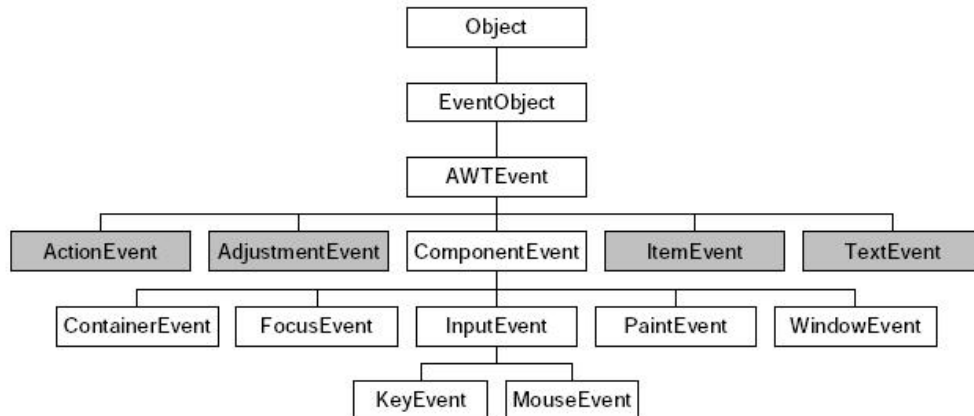 Object
EventObject
AWTEvent
ActionEvent AdjustmentEvent ComponentEvent ItemEvent TextEvent
ContainerEvent FocusEvent InputEvent PaintEvent WindowEvent
KeyEvent MouseEvent